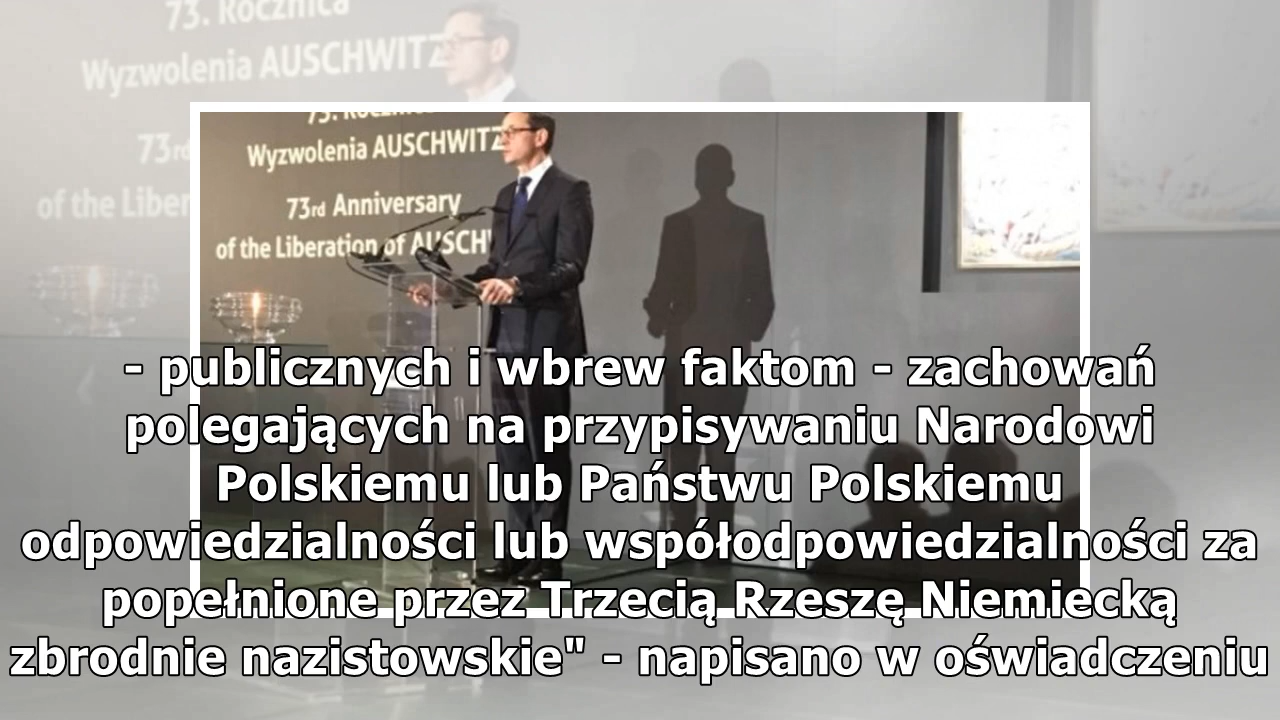 73. Rocznica
Wyzwolenia AUSCHWITZ
73rd
of the
73. Rocznica
Wyzwolenia AUSCHWITZ
73rd Anniversary
of the Liberation of
- publicznych i wbrew faktom - zachowań
polegających na przypisywaniu Narodowi
Polskiemu lub Państwu Polskiemu
odpowiedzialności lub współodpowiedzialności za
popełnione przez Trzecią Rzeszę Niemiecką
zbrodnie nazistowskie" - napisano w oświadczeniu